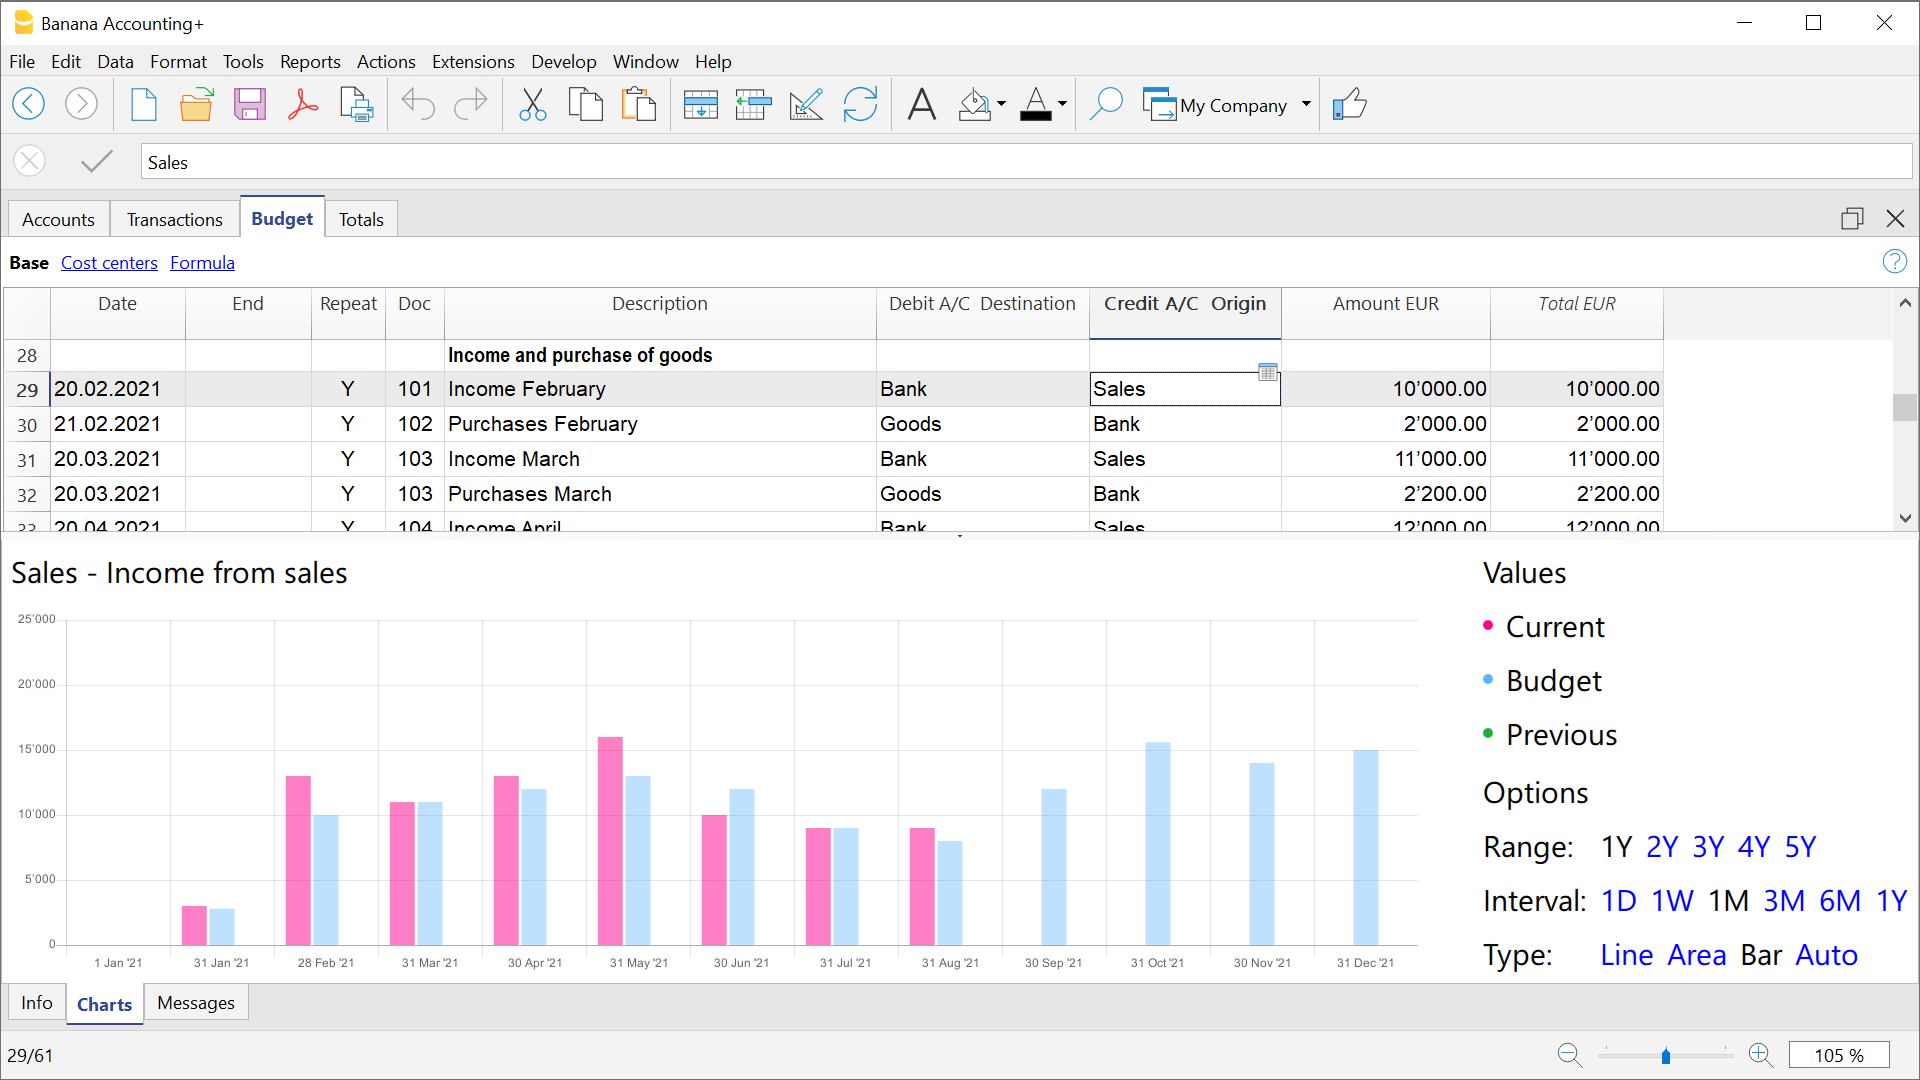 Banana Accounting+
File Edit Data Format Tools Reports Actions Extensions Develop Window Help
My Company
Sales
Accounts Transactions Budget Totals
Base Cost centers Formula
Date End Repeat Doc Description Debit A/C Destination Credit A/C Origin Amount EUR Total EUR
28 Income and purchase of goods
29 20.02.2021 Y 101 Income February Bank Sales 10’000.00 10’000.00
30 21.02.2021 Y 102 Purchases February Goods Bank 2’000.00 2’000.00
31 20.03.2021 Y 103 Income March Bank Sales 11’000.00 11’000.00
32 20.03.2021 Y 103 Purchases March Goods Bank 2’200.00 2’200.00
33 20.04.2021 Y 104 Income April Bank Sales 12’000.00 12’000.00
Sales - Income from sales
25’000
20’000
15’000
10’000
5’000
0
1 Jan '21 31 Jan '21 28 Feb '21 31 Mar '21 30 Apr '21 31 May '21 30 Jun '21 31 Jul '21 31 Aug '21 30 Sep '21 31 Oct '21 30 Nov '21 31 Dec '21
Values
Current
Budget
Previous
Options
Range: 1Y 2Y 3Y 4Y 5Y
Interval: 1D 1W 1M 3M 6M 1Y
Type: Line Area Bar Auto
Info Charts Messages
29/61
105 %